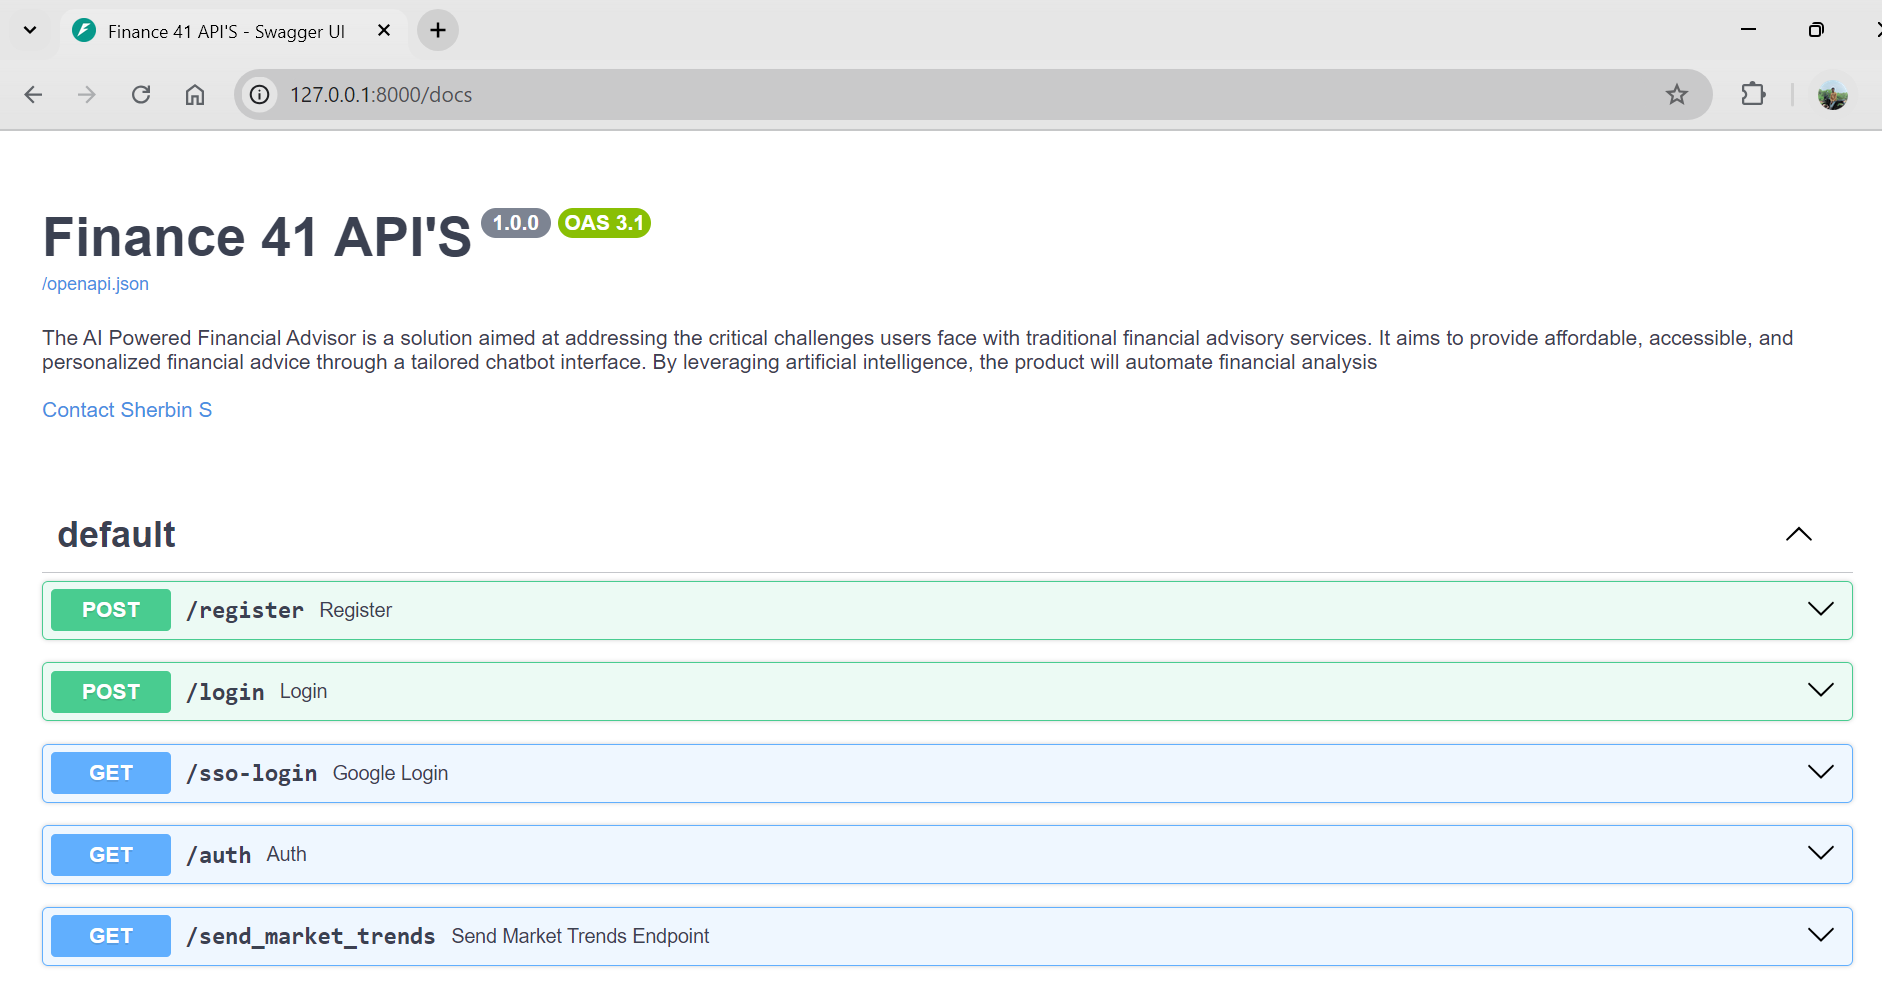 Finance 41 API'S - Swagger UI
127.0.0.1:8000/docs
Finance 41 API'S 1.0.0 OAS 3.1
/openapi.json
The AI Powered Financial Advisor is a solution aimed at addressing the critical challenges users face with traditional financial advisory services. It aims to provide affordable, accessible, and
personalized financial advice through a tailored chatbot interface. By leveraging artificial intelligence, the product will automate financial analysis
Contact Sherbin S
default
POST /register Register
POST /login Login
GET /sso-login Google Login
GET /auth Auth
GET /send_market_trends Send Market Trends Endpoint